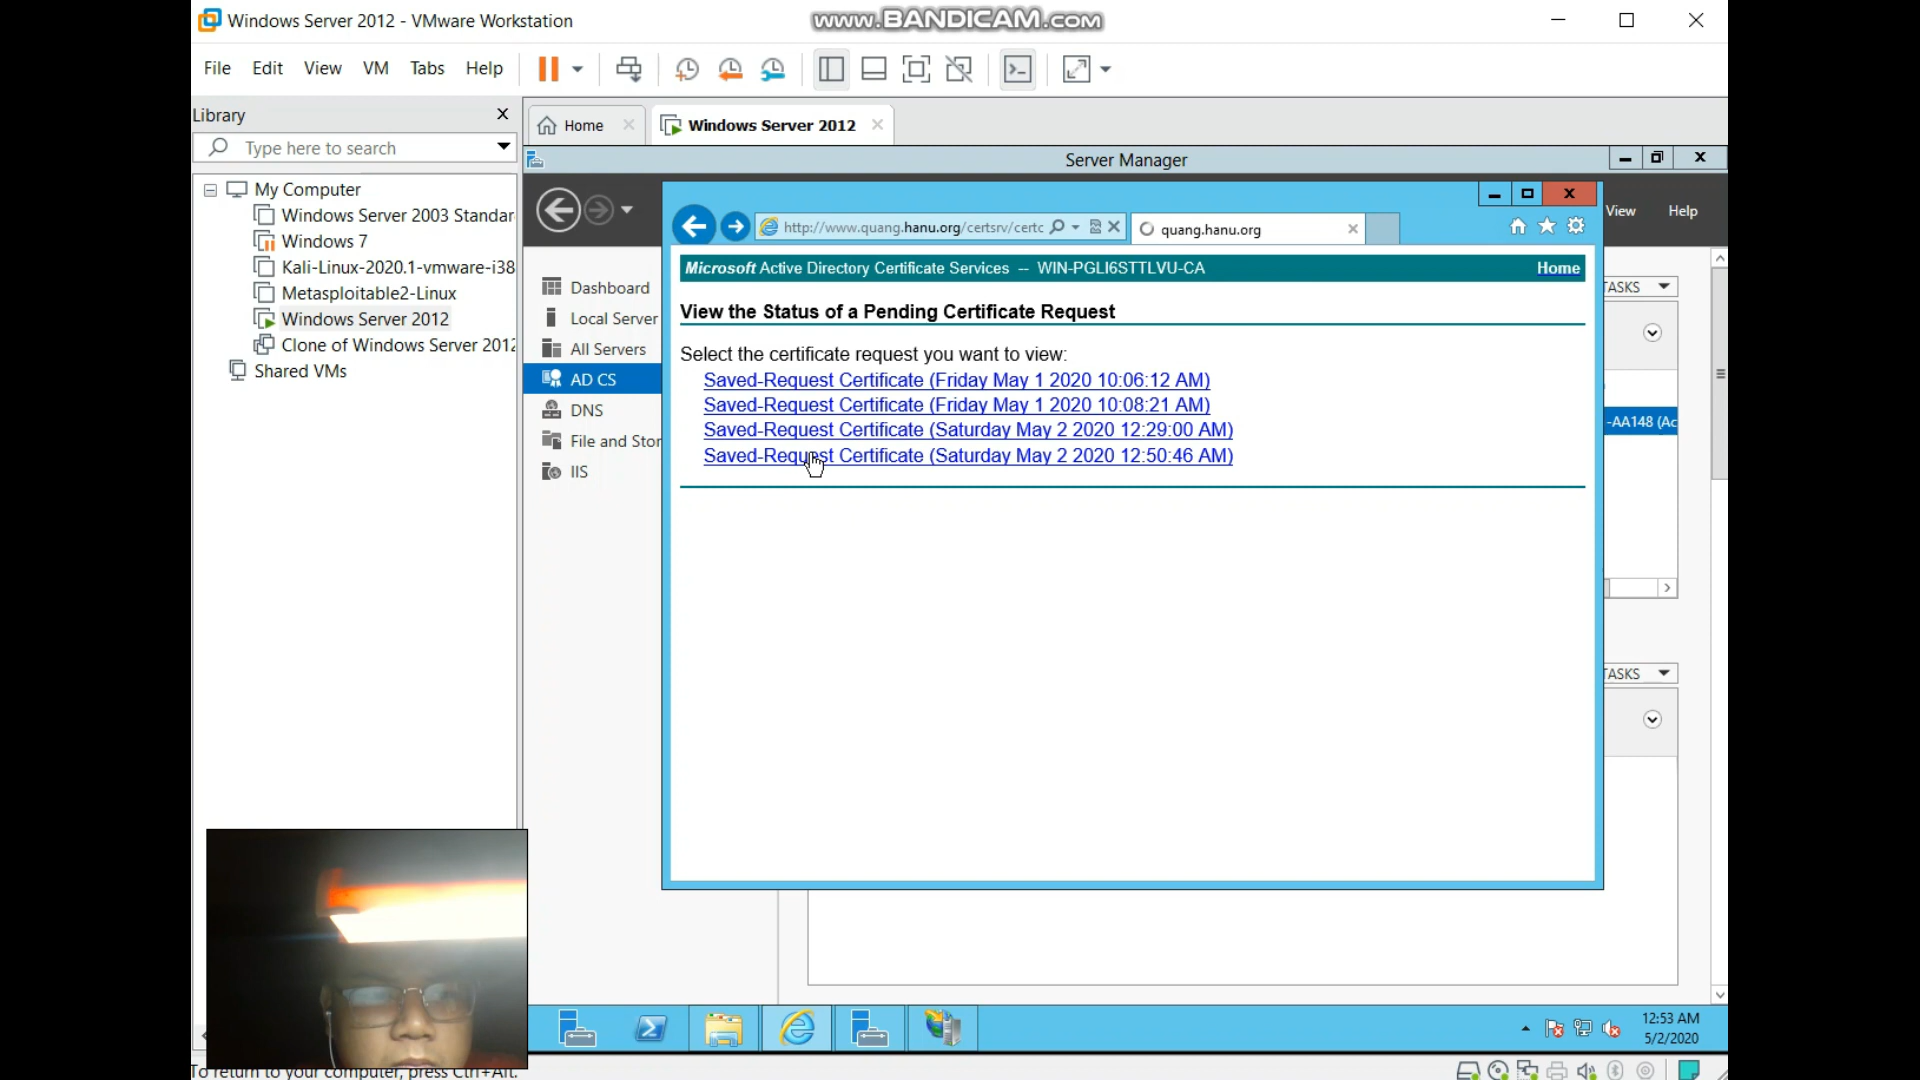 Windows Server 2012 - VMware Workstation
www.BANDICAM.com
File Edit View VM Tabs Help
Library
Type here to search
Home
Windows Server 2012
My Computer
Windows Server 2003 Standar
Windows 7
Kali-Linux-2020.1-vmware-i38
Metasploitable2-Linux
Windows Server 2012
Clone of Windows Server 2012
Shared VMs
Server Manager
View Help
http://www.quang.hanu.org/certsrv/certc
quang.hanu.org
Dashboard
Local Server
All Servers
AD CS
DNS
File and Stor
IIS
Microsoft Active Directory Certificate Services -- WIN-PGLI6STTLVU-CA
Home
View the Status of a Pending Certificate Request
Select the certificate request you want to view:
Saved-Request Certificate (Friday May 1 2020 10:06:12 AM)
Saved-Request Certificate (Friday May 1 2020 10:08:21 AM)
Saved-Request Certificate (Saturday May 2 2020 12:29:00 AM)
Saved-Request Certificate (Saturday May 2 2020 12:50:46 AM)
TASKS
-AA148 (Ac
TASKS
12:53 AM
5/2/2020
To return to your computer, press Ctrl+Alt.